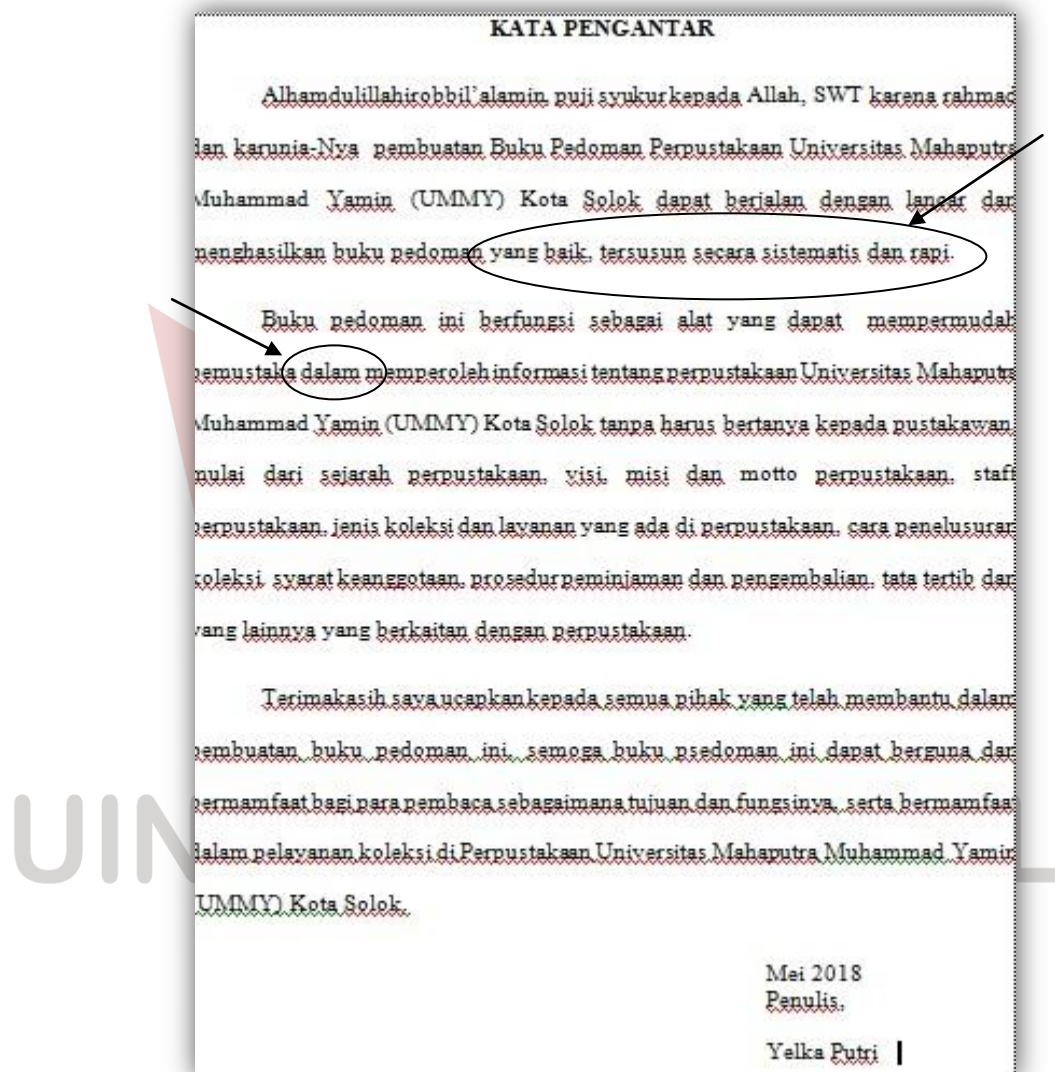 KATA PENGANTAR
Alhamdulillahirobbil'alamin puji syukur kepada Allah, SWT karena rahmad
dan karunia-Nya pembuatan Buku Pedoman Perpustakaan Universitas Mahaputra
Muhammad Yamin (UMMY) Kota Solok dapat berjalan dengan lancar dan
menghasilkan buku pedoman yang baik, tersusun secara sistematis dan rapi.
Buku pedoman ini berfungsi sebagai alat yang dapat mempermudah
pemustaka dalam memperoleh informasi tentang perpustakaan Universitas Mahaputra
Muhammad Yamin (UMMY) Kota Solok tanpa harus bertanya kepada pustakawan,
mulai dari sejarah perpustakaan, visi, misi dan motto perpustakaan, staff
perpustakaan, jenis koleksi dan layanan yang ada di perpustakaan, cara penelusuran
koleksi, syarat keanggotaan, prosedur peminjaman dan pengembalian, tata tertib dan
yang lainnya yang berkaitan dengan perpustakaan.
Terimakasih saya ucapkan kepada semua pihak yang telah membantu dalam
pembuatan buku pedoman ini, semoga buku psedoman ini dapat berguna dan
bermamfaat bagi para pembaca sebagaimana tujuan dan fungsinya, serta bermamfaat
dalam pelayanan koleksi di Perpustakaan Universitas Mahaputra Muhammad Yamin
(UMMY) Kota Solok.
Mei 2018
Penulis,
Yelka Putri
UIN